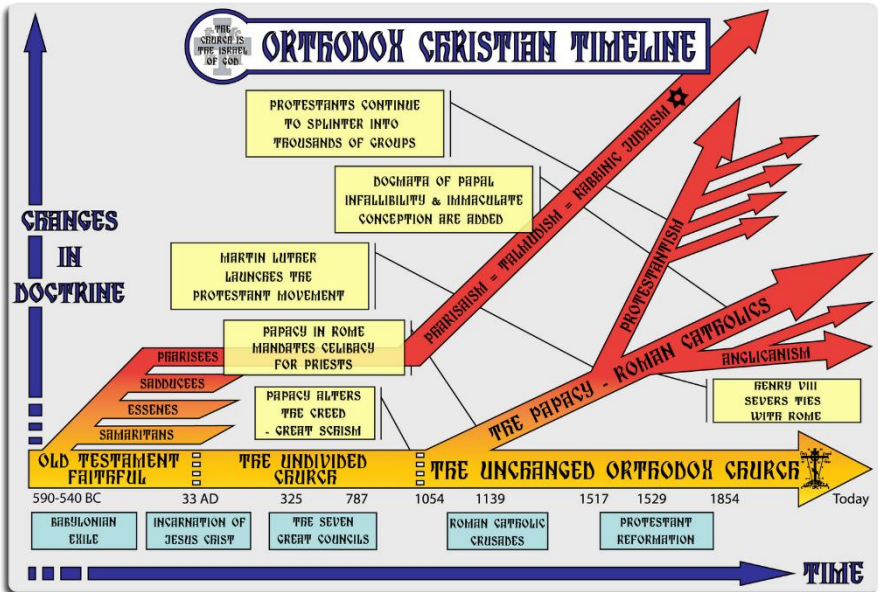 THE
CHURCH IS
THE ISRAEL
OF GOD
ORTHODOX CHRISTIAN TIMELINE
PROTESTANTS CONTINUE
TO SPLINTER INTO
THOUSANDS OF GROUPS
DOGMATA OF PAPAL
INFALLIBILITY & IMMACULATE
CONCEPTION ARE ADDED
CHANGES
IN
DOCTRINE
MARTIN LUTHER
LAUNCHES THE
PROTESTANT MOVEMENT
PHARISAISM = TALMUDISM = RABBINIC JUDAISM
PROTESTANTISM
PAPACY IN ROME
MANDATES CELIBACY
FOR PRIESTS
PHARISEES
SADDUCEES
ESSENES
SAMARITANS
PAPACY ALTERS
THE CREED
- GREAT SCHISM
THE PAPACY - ROMAN CATHOLICS
ANGLICANISM
HENRY VIII
SEVERS TIES
WITH ROME
OLD TESTAMENT
FAITHFUL
THE UNDIVIDED
CHURCH
THE UNCHANGED ORTHODOX CHURCH
590-540 BC
33 AD
325
787
1054
1139
1517
1529
1854
Today
BABYLONIAN
EXILE
INCARNATION OF
JESUS CHIST
THE SEVEN
GREAT COUNCILS
ROMAN CATHOLIC
CRUSADES
PROTESTANT
REFORMATION
TIME